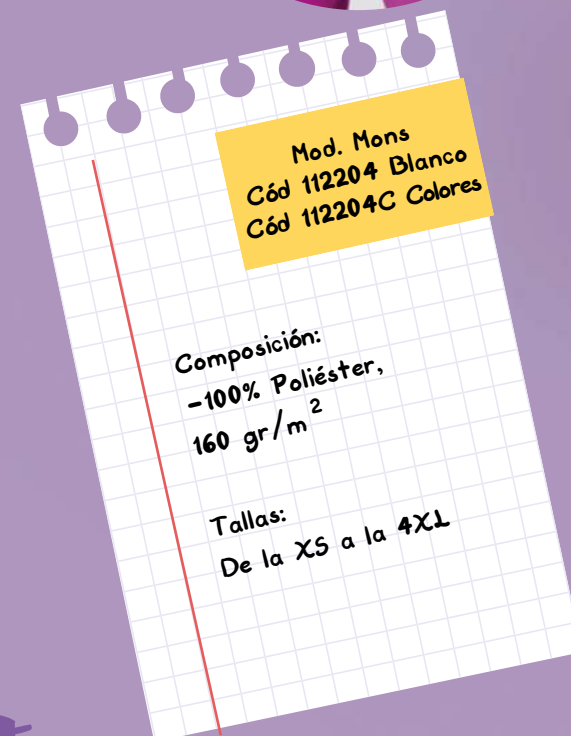 Mod. Mons
Cód 112204 Blanco
Cód 112204C Colores
Composición:
-100% Poliéster,
160 gr/m²
Tallas:
De la XS a la 4XL